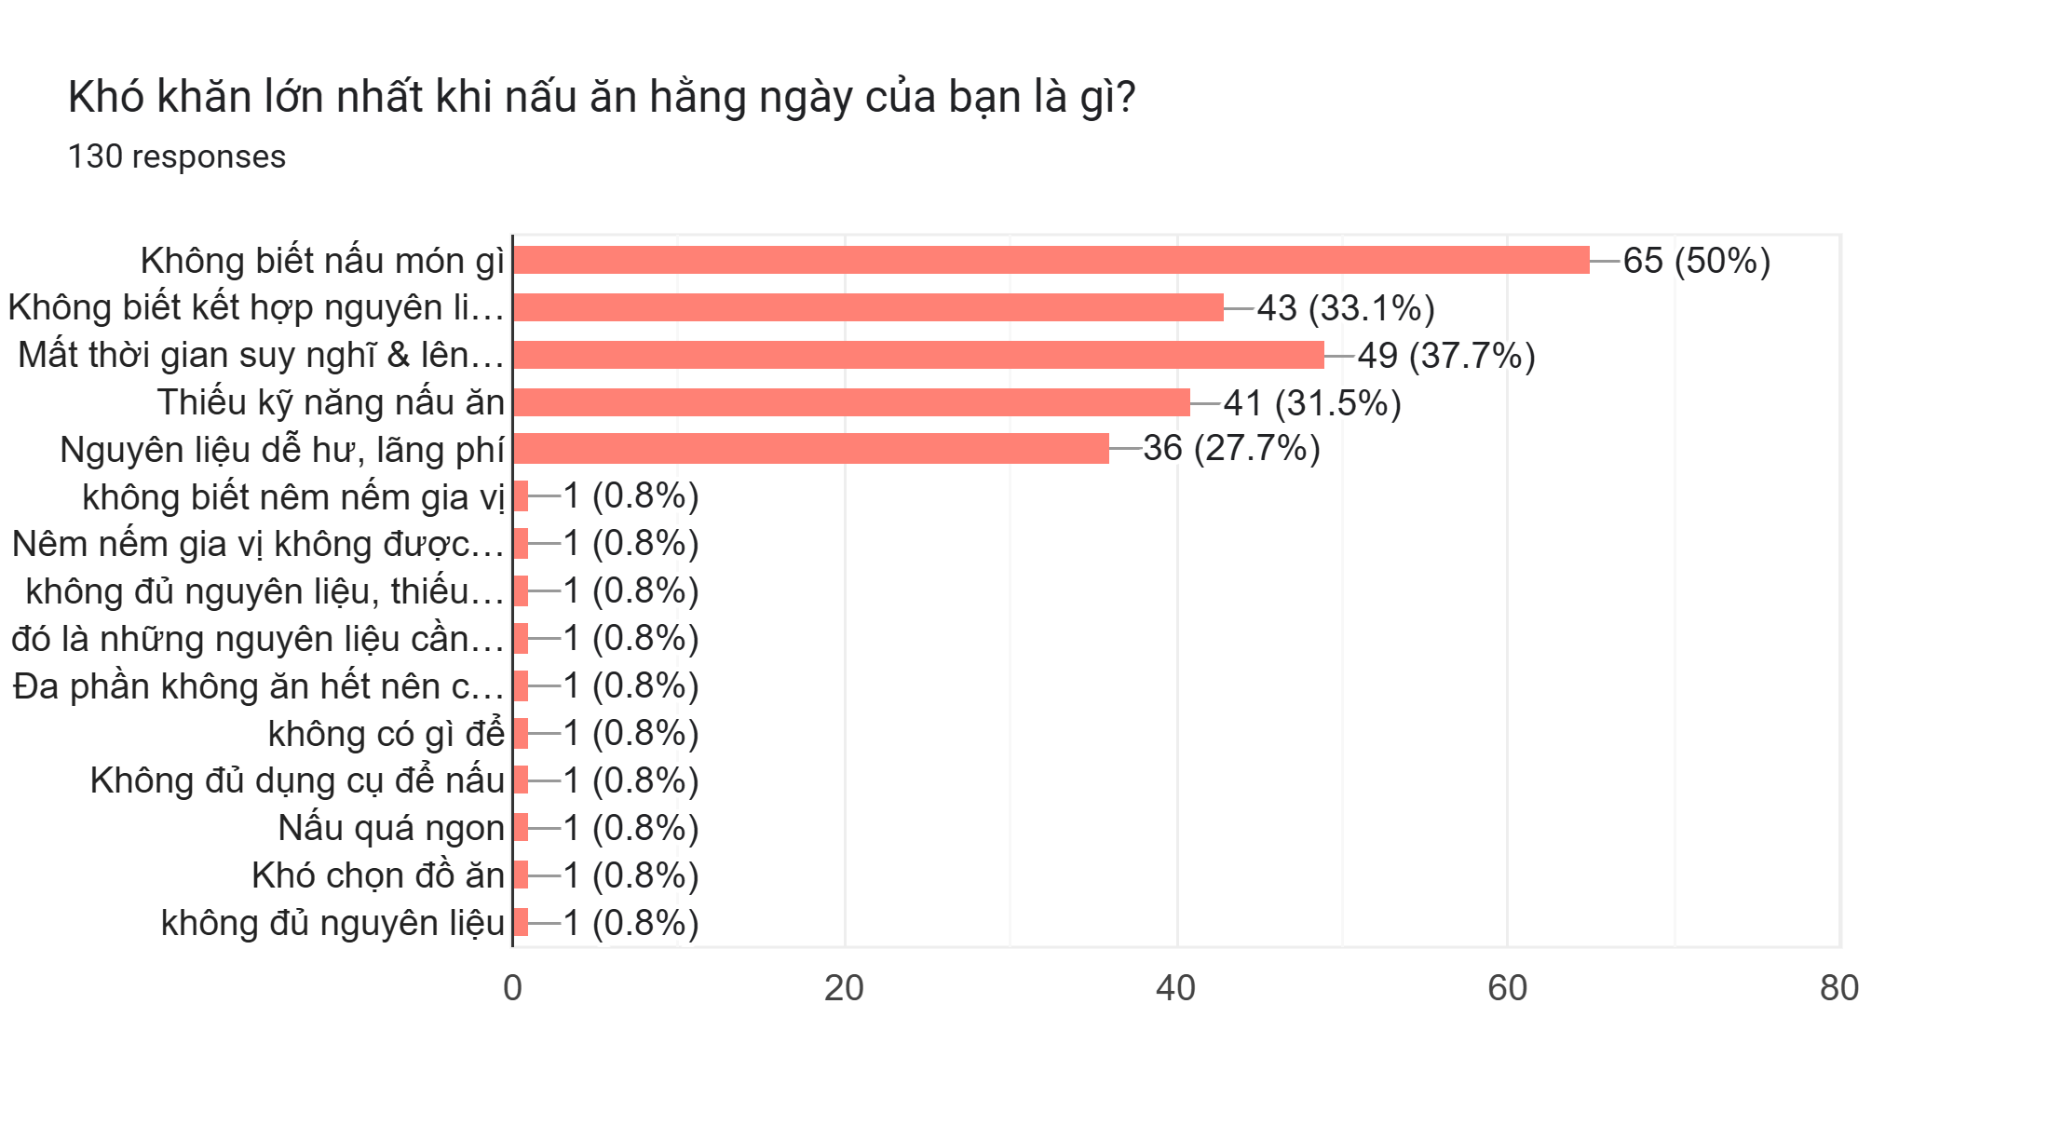 Khó khăn lớn nhất khi nấu ăn hằng ngày của bạn là gì?
130 responses
Không biết nấu món gì 65 (50%)
Không biết kết hợp nguyên li… 43 (33.1%)
Mất thời gian suy nghĩ & lên… 49 (37.7%)
Thiếu kỹ năng nấu ăn 41 (31.5%)
Nguyên liệu dễ hư, lãng phí 36 (27.7%)
không biết nêm nếm gia vị 1 (0.8%)
Nêm nếm gia vị không được… 1 (0.8%)
không đủ nguyên liệu, thiếu… 1 (0.8%)
đó là những nguyên liệu cần… 1 (0.8%)
Đa phần không ăn hết nên c… 1 (0.8%)
không có gì để 1 (0.8%)
Không đủ dụng cụ để nấu 1 (0.8%)
Nấu quá ngon 1 (0.8%)
Khó chọn đồ ăn 1 (0.8%)
không đủ nguyên liệu 1 (0.8%)
0 20 40 60 80